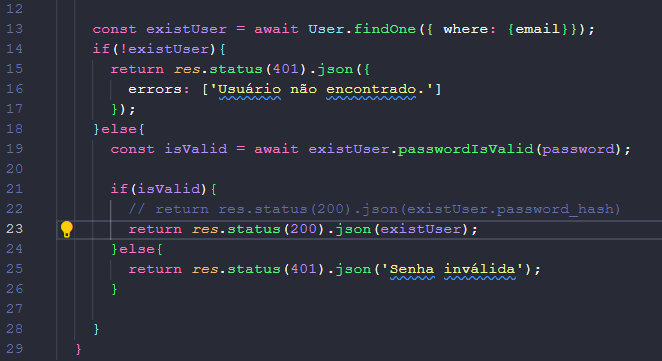 12
13 const existUser = await User.findOne({ where: {email}});
14 if(!existUser){
15 return res.status(401).json({
16 errors: ['Usuário não encontrado.']
17 });
18 }else{
19 const isValid = await existUser.passwordIsValid(password);
20
21 if(isValid){
22 // return res.status(200).json(existUser.password_hash)
23 return res.status(200).json(existUser);
24 }else{
25 return res.status(401).json('Senha inválida');
26 }
27
28 }
29 }